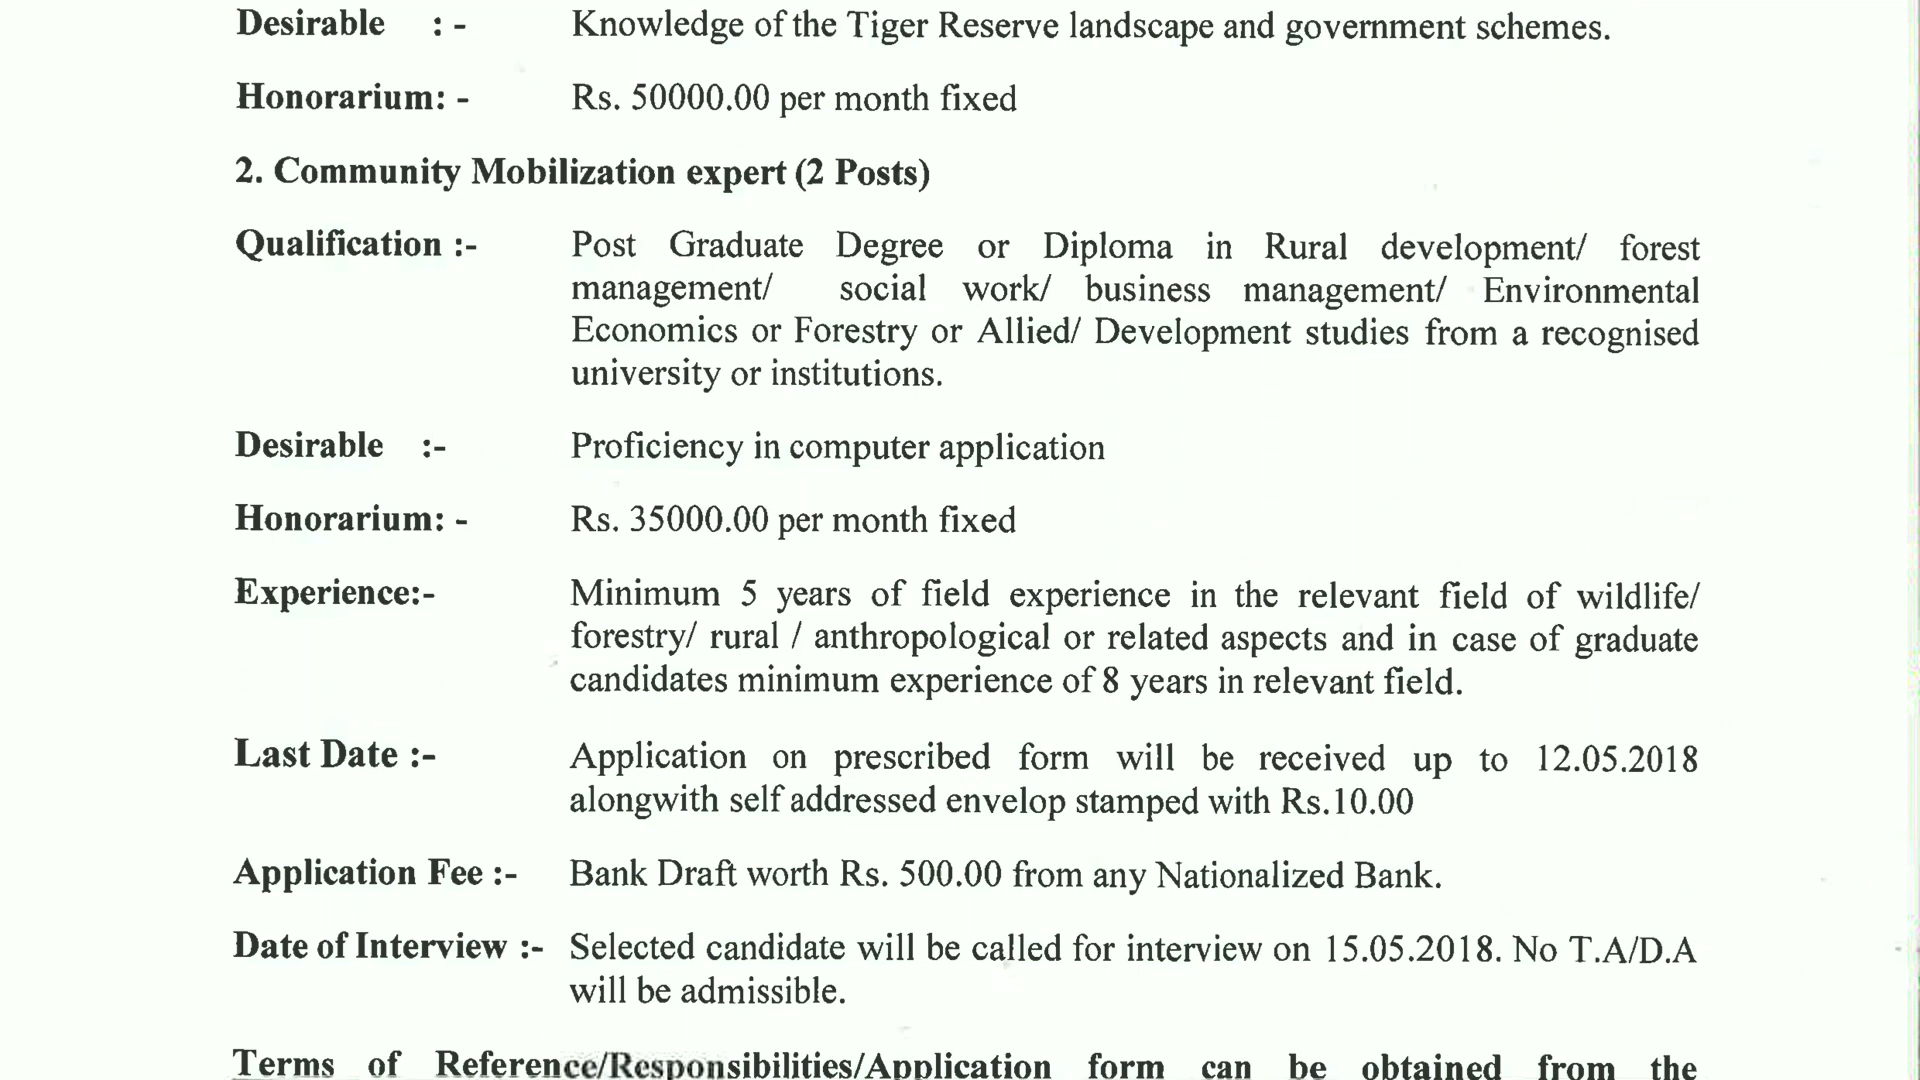 Desirable : - Knowledge of the Tiger Reserve landscape and government schemes.
Honorarium: - Rs. 50000.00 per month fixed
2. Community Mobilization expert (2 Posts)
Qualification :- Post Graduate Degree or Diploma in Rural development/ forest
management/ social work/ business management/ Environmental
Economics or Forestry or Allied/ Development studies from a recognised
university or institutions.
Desirable :- Proficiency in computer application
Honorarium: - Rs. 35000.00 per month fixed
Experience:- Minimum 5 years of field experience in the relevant field of wildlife/
forestry/ rural / anthropological or related aspects and in case of graduate
candidates minimum experience of 8 years in relevant field.
Last Date :- Application on prescribed form will be received up to 12.05.2018
alongwith self addressed envelop stamped with Rs.10.00
Application Fee :- Bank Draft worth Rs. 500.00 from any Nationalized Bank.
Date of Interview :- Selected candidate will be called for interview on 15.05.2018. No T.A/D.A
will be admissible.
Terms of Reference/Responsibilities/Application form can be obtained from the